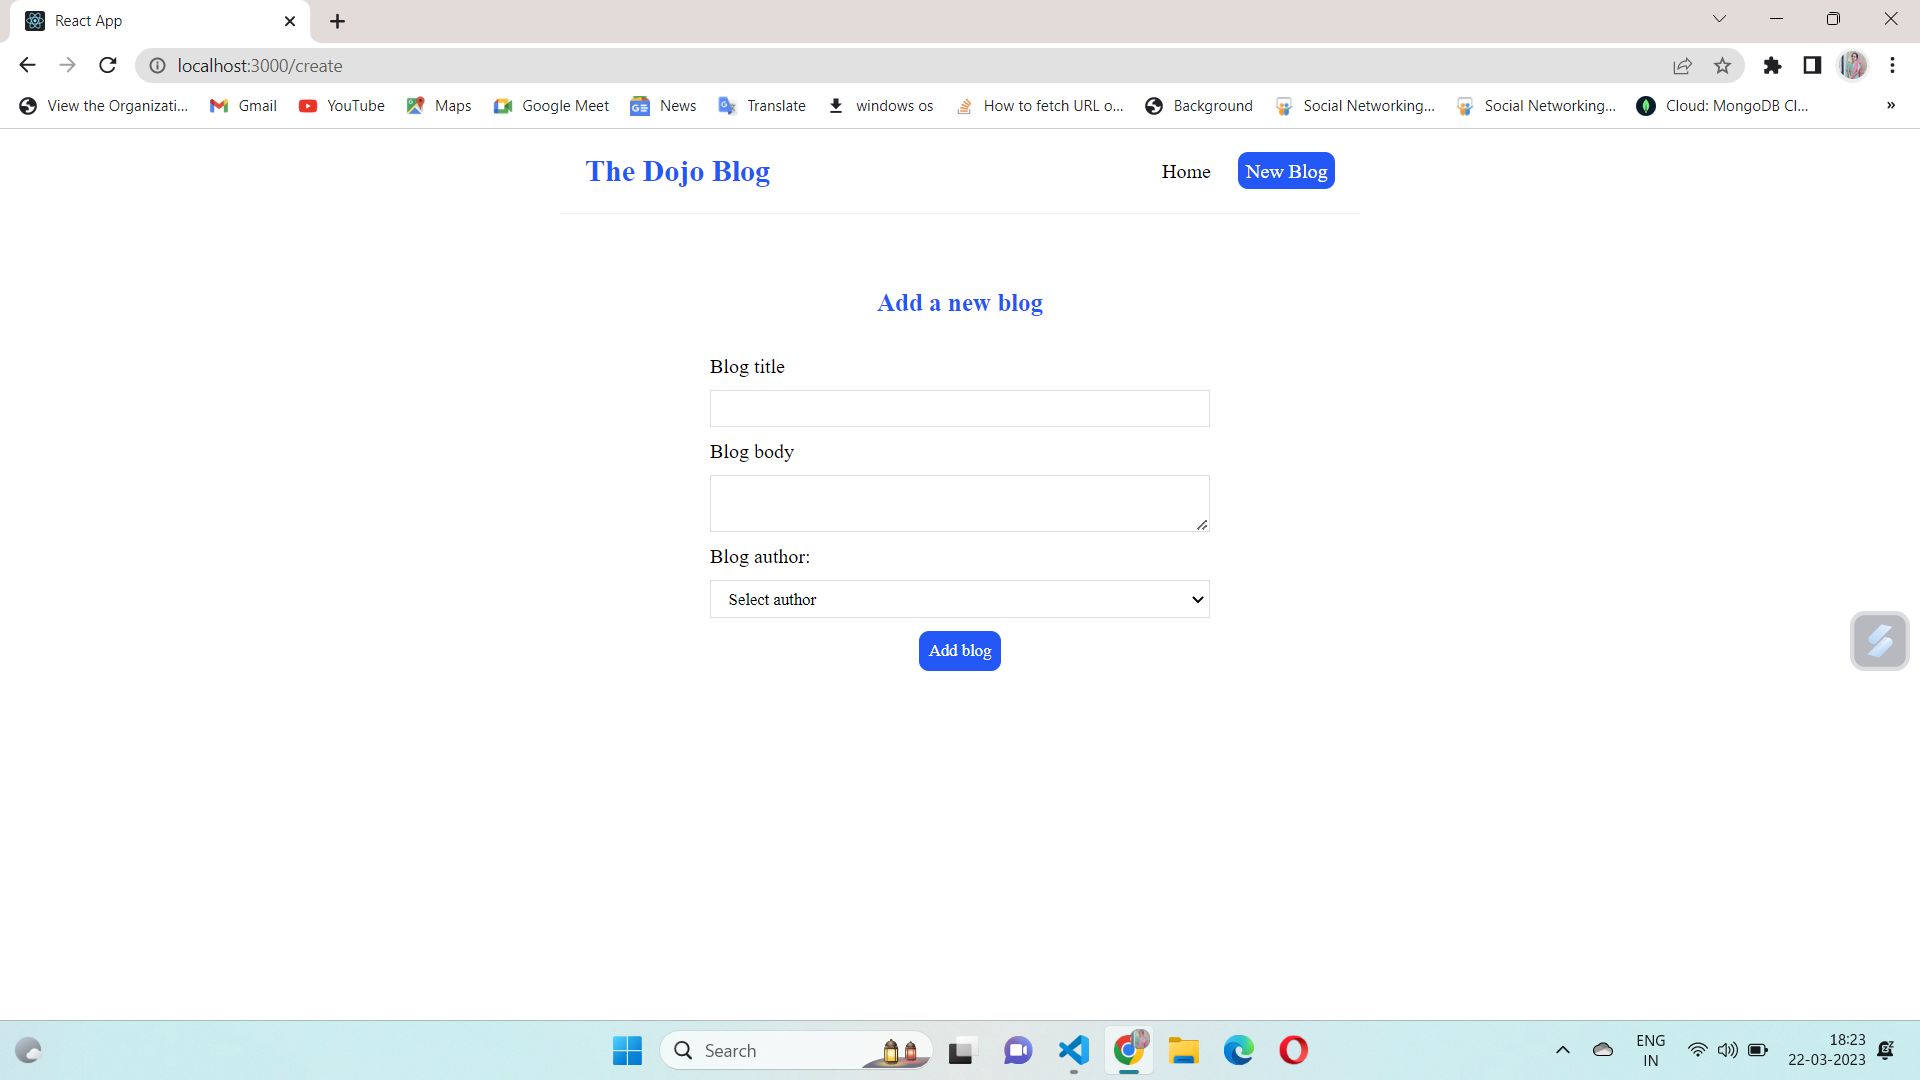 React App
localhost:3000/create
View the Organizati... Gmail YouTube Maps Google Meet News Translate windows os How to fetch URL o... Background Social Networking... Social Networking... Cloud: MongoDB Cl... »
The Dojo Blog Home New Blog
Add a new blog
Blog title
Blog body
Blog author:
Select author
Add blog
Search
ENG
IN
18:23
22-03-2023